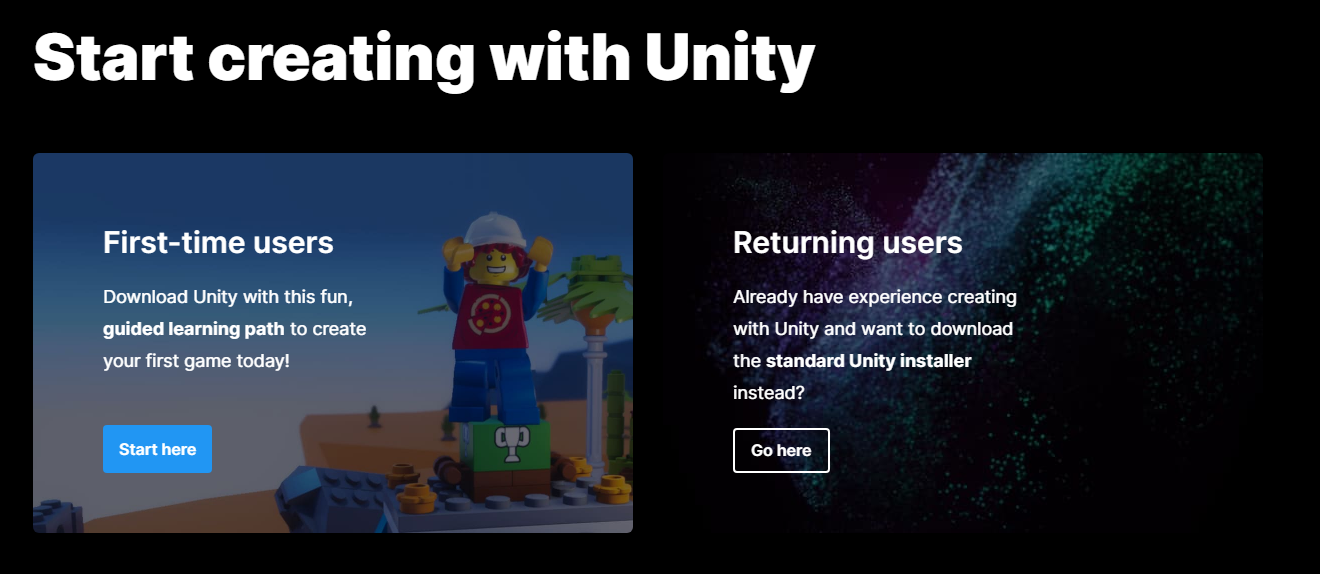 Start creating with Unity
First-time users
Download Unity with this fun,
guided learning path to create
your first game today!
Start here
Returning users
Already have experience creating
with Unity and want to download
the standard Unity installer
instead?
Go here